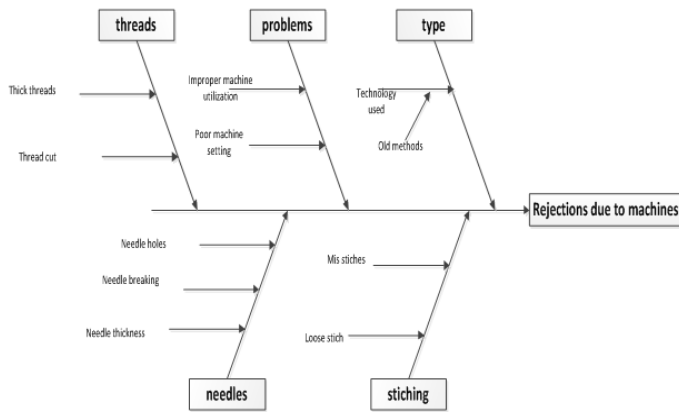 threads
problems
type
Thick threads
Thread cut
Improper machine
utilization
Poor machine
setting
Technology
used
Old methods
Rejections due to machines
Needle holes
Needle breaking
Needle thickness
Mis stiches
Loose stich
needles
stiching